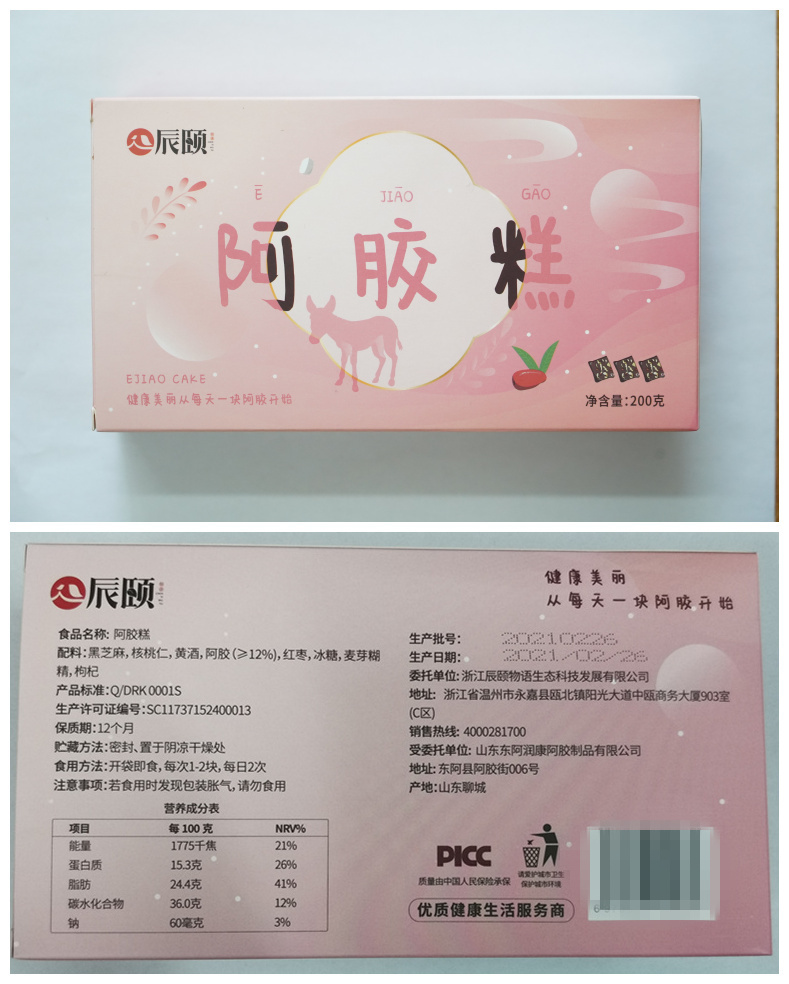 辰颐
Ē JIĀO GĀO
阿胶糕
EJIAO CAKE
健康美丽从每天一块阿胶开始
净含量:200克
辰颐
健康美丽
从每天一块阿胶开始
食品名称: 阿胶糕
配料:黑芝麻,核桃仁,黄酒,阿胶(≥12%),红枣,冰糖,麦芽糊
精,枸杞
产品标准:Q/DRK 0001S
生产许可证编号:SC11737152400013
保质期:12个月
贮藏方法:密封、置于阴凉干燥处
食用方法:开袋即食,每次1-2块,每日2次
注意事项:若食用时发现包装胀气,请勿食用
营养成分表
项目 每 100 克 NRV%
能量 1775千焦 21%
蛋白质 15.3克 26%
脂肪 24.4克 41%
碳水化合物 36.0克 12%
钠 60毫克 3%
生产批号: 20210226
生产日期: 2021/02/26
委托单位:浙江辰颐物语生态科技发展有限公司
地址: 浙江省温州市永嘉县瓯北镇阳光大道中瓯商务大厦903室
(C区)
销售热线: 4000281700
受委托单位: 山东东阿润康阿胶制品有限公司
地址:东阿县阿胶街006号
产地:山东聊城
PICC
质量由中国人民保险承保
请爱护城市卫生
保护城市环境
优质健康生活服务商